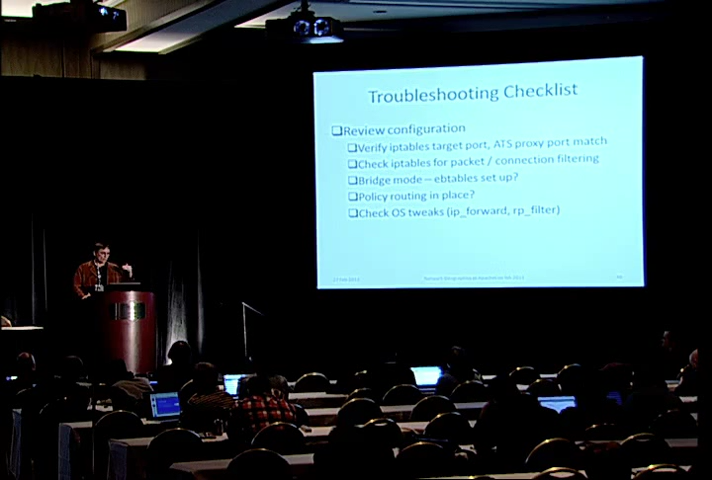 Troubleshooting Checklist
❑Review configuration
❑Verify iptables target port, ATS proxy port match
❑Check iptables for packet / connection filtering
❑Bridge mode – ebtables set up?
❑Policy routing in place?
❑Check OS tweaks (ip_forward, rp_filter)